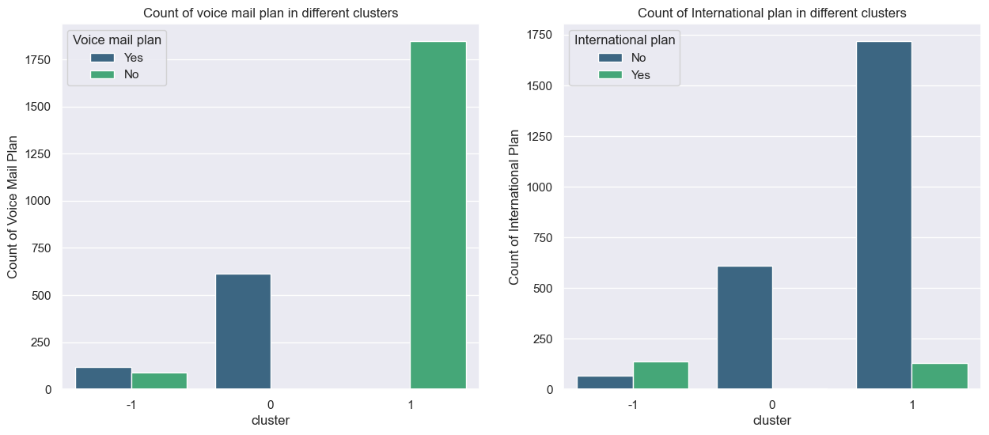 Count of voice mail plan in different clusters
Voice mail plan
Yes
No
1750
1500
1250
1000
750
500
250
0
Count of Voice Mail Plan
-1
0
1
cluster
Count of International plan in different clusters
International plan
No
Yes
1750
1500
1250
1000
750
500
250
0
Count of International Plan
-1
0
1
cluster